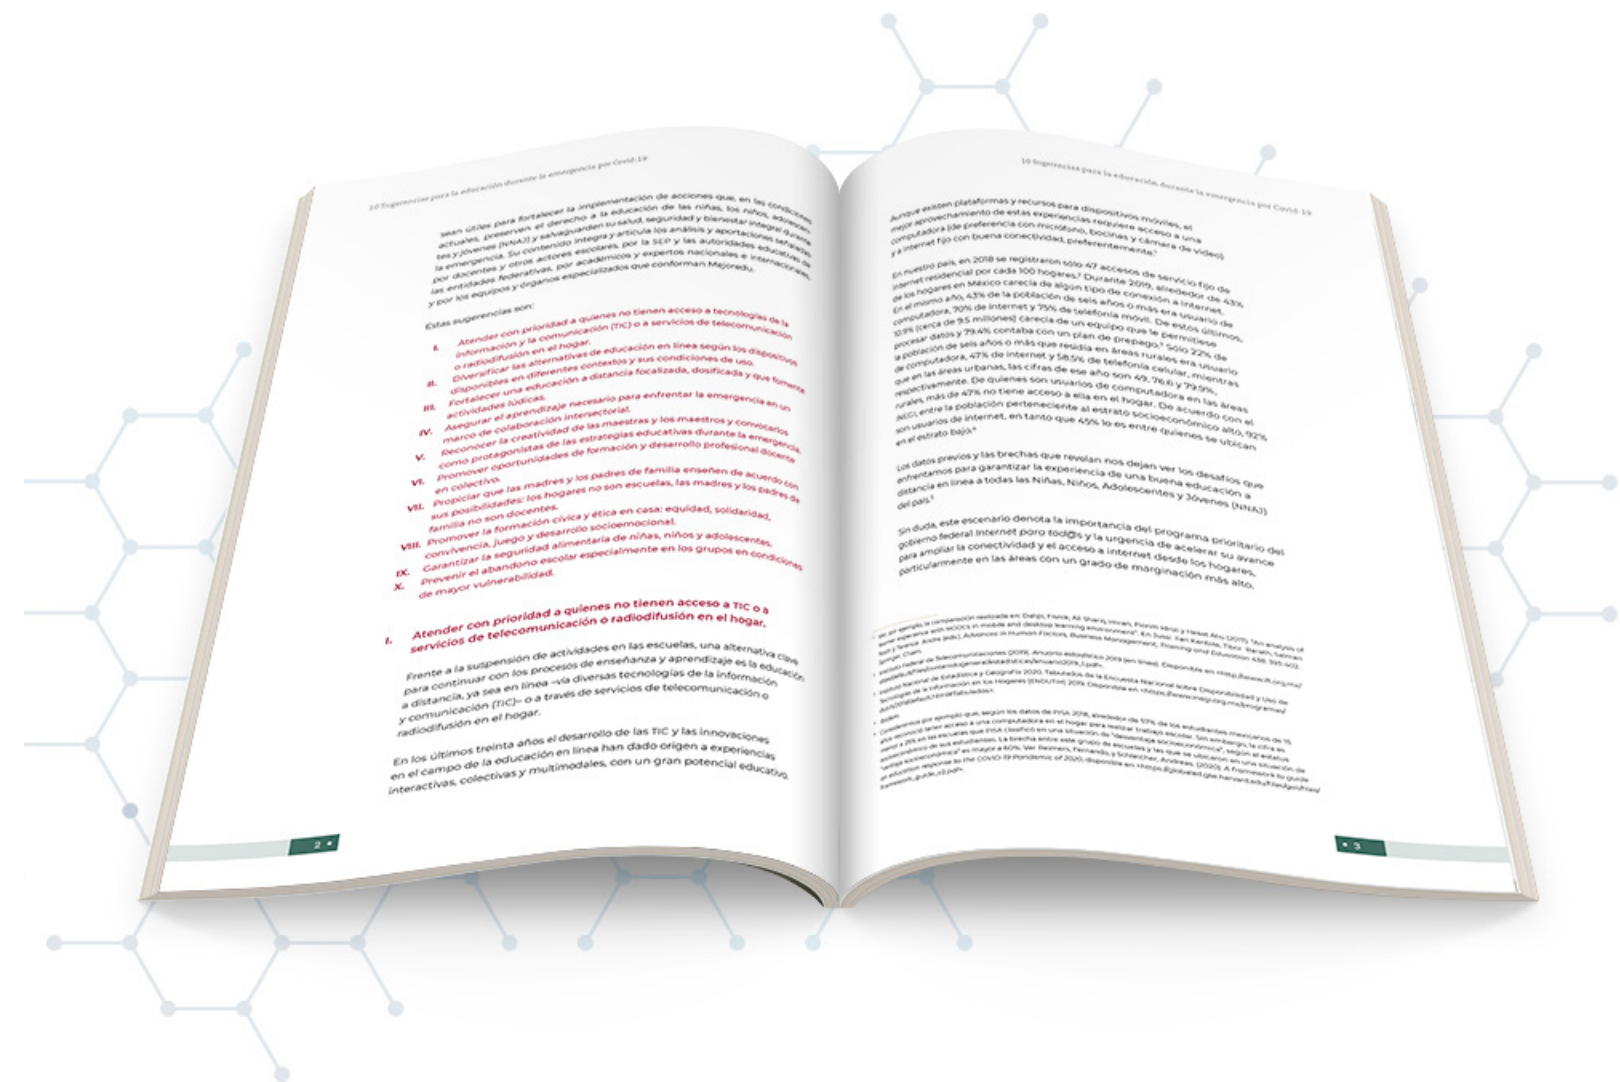 10 Sugerencias para la educación durante la emergencia por Covid-19
sean útiles para fortalecer la implementación de acciones que, en las condiciones
actuales, preserven el derecho a la educación de las niñas, los niños, adolescen-
tes y jóvenes (NNAJ) y salvaguarden su salud, seguridad y bienestar integral durante
la emergencia. Su contenido integra y articula los análisis y aportaciones señaladas
por docentes y otros actores escolares, por la SEP y las autoridades educativas de
las entidades federativas, por académicos y expertos nacionales e internacionales,
y por los equipos y órganos especializados que conforman Mejoredu.
Estas sugerencias son:
I. Atender con prioridad a quienes no tienen acceso a tecnologías de la
información y la comunicación (TIC) o a servicios de telecomunicación
o radiodifusión en el hogar.
II. Diversificar las alternativas de educación en línea según los dispositivos
disponibles en diferentes contextos y sus condiciones de uso.
III. Fortalecer una educación a distancia focalizada, dosificada y que fomente
actividades lúdicas.
IV. Asegurar el aprendizaje necesario para enfrentar la emergencia en un
marco de colaboración intersectorial.
V. Reconocer la creatividad de las maestras y los maestros y convocarlos
como protagonistas de las estrategias educativas durante la emergencia.
VI. Promover oportunidades de formación y desarrollo profesional docente
en colectivo.
VII. Propiciar que las madres y los padres de familia enseñen de acuerdo con
sus posibilidades: los hogares no son escuelas, las madres y los padres de
familia no son docentes.
VIII. Promover la formación cívica y ética en casa: equidad, solidaridad,
convivencia, juego y desarrollo socioemocional.
IX. Garantizar la seguridad alimentaria de niñas, niños y adolescentes.
X. Prevenir el abandono escolar especialmente en los grupos en condiciones
de mayor vulnerabilidad.
I. Atender con prioridad a quienes no tienen acceso a TIC o a
servicios de telecomunicación o radiodifusión en el hogar.
Frente a la suspensión de actividades en las escuelas, una alternativa clave
para continuar con los procesos de enseñanza y aprendizaje es la educación
a distancia, ya sea en línea –vía diversas tecnologías de la información
y comunicación (TIC)– o a través de servicios de telecomunicación o
radiodifusión en el hogar.
En los últimos treinta años el desarrollo de las TIC y las innovaciones
en el campo de la educación en línea han dado origen a experiencias
interactivas, colectivas y multimodales, con un gran potencial educativo.
2 •
10 Sugerencias para la educación durante la emergencia por Covid-19
Aunque existen plataformas y recursos para dispositivos móviles, el
mejor aprovechamiento de estas experiencias requiere acceso a una
computadora (de preferencia con micrófono, bocinas y cámara de video)
y a internet fijo con buena conectividad, preferentemente.¹
En nuestro país, en 2018 se registraron sólo 47 accesos de servicio fijo de
internet residencial por cada 100 hogares.² Durante 2019, alrededor de 43%
de los hogares en México carecía de algún tipo de conexión a internet.
En el mismo año, 43% de la población de seis años o más era usuario de
computadora, 70% de internet y 75% de telefonía móvil. De estos últimos,
10.9% (cerca de 9.5 millones) carecía de un equipo que le permitiese
procesar datos y 79.4% contaba con un plan de prepago.³ Sólo 22% de
la población de seis años o más que residía en áreas rurales era usuario
de computadora, 47% de internet y 58.5% de telefonía celular, mientras
que en las áreas urbanas, las cifras de ese año son 49, 76.6 y 79.9%,
respectivamente. De quienes son usuarios de computadora en las áreas
rurales, más de 47% no tiene acceso a ella en el hogar. De acuerdo con el
INEGI, entre la población perteneciente al estrato socioeconómico alto, 92%
son usuarios de internet, en tanto que 45% lo es entre quienes se ubican
en el estrato bajo.⁴
Los datos previos y las brechas que revelan nos dejan ver los desafíos que
enfrentamos para garantizar la experiencia de una buena educación a
distancia en línea a todas las Niñas, Niños, Adolescentes y Jóvenes (NNAJ)
del país.⁵
Sin duda, este escenario denota la importancia del programa prioritario del
gobierno federal Internet para tod@s y la urgencia de acelerar su avance
para ampliar la conectividad y el acceso a internet desde los hogares,
particularmente en las áreas con un grado de marginación más alto.
• 3